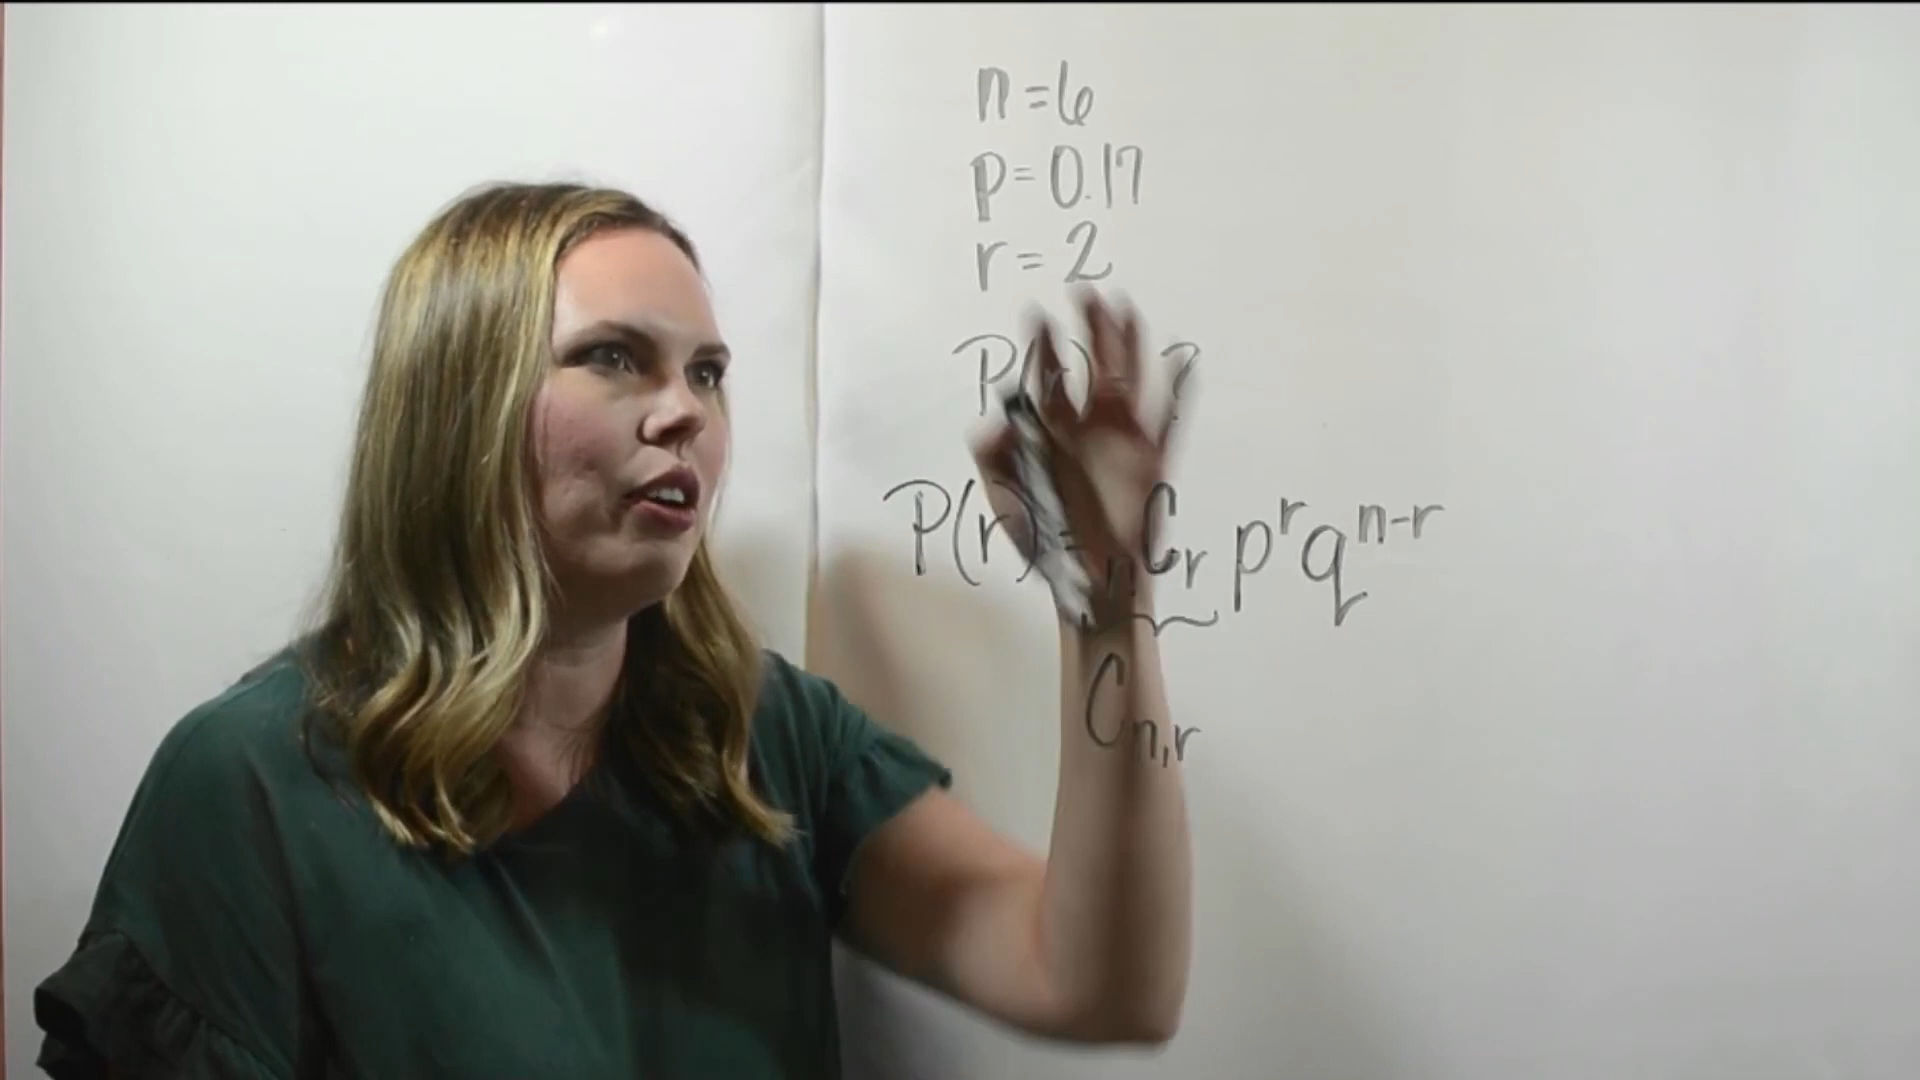 n=6
p=0.17
r=2
P(r)=?
P(r)=nCr p^r q^n-r
Cn,r